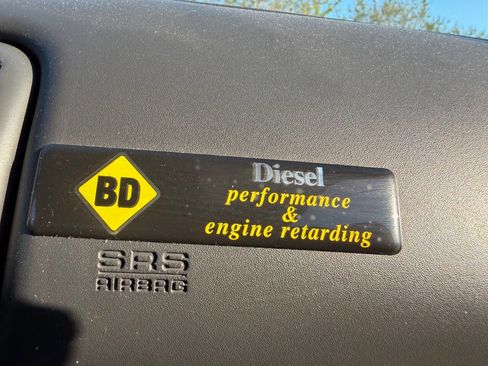 BD
Diesel
performance
&
engine retarding
SRS
AIRBAG